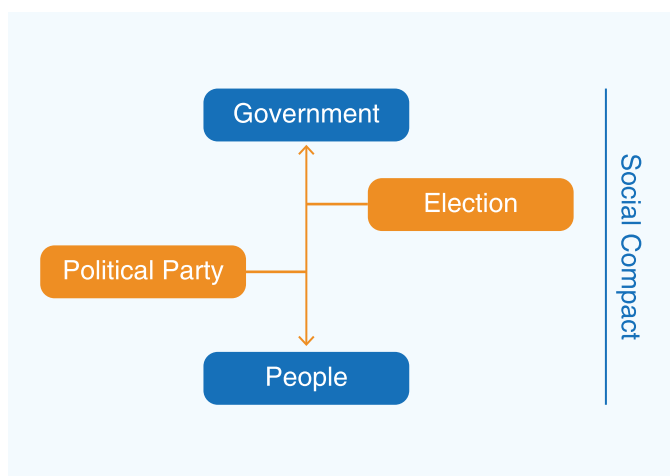 Government
Election
Political Party
People
Social Compact